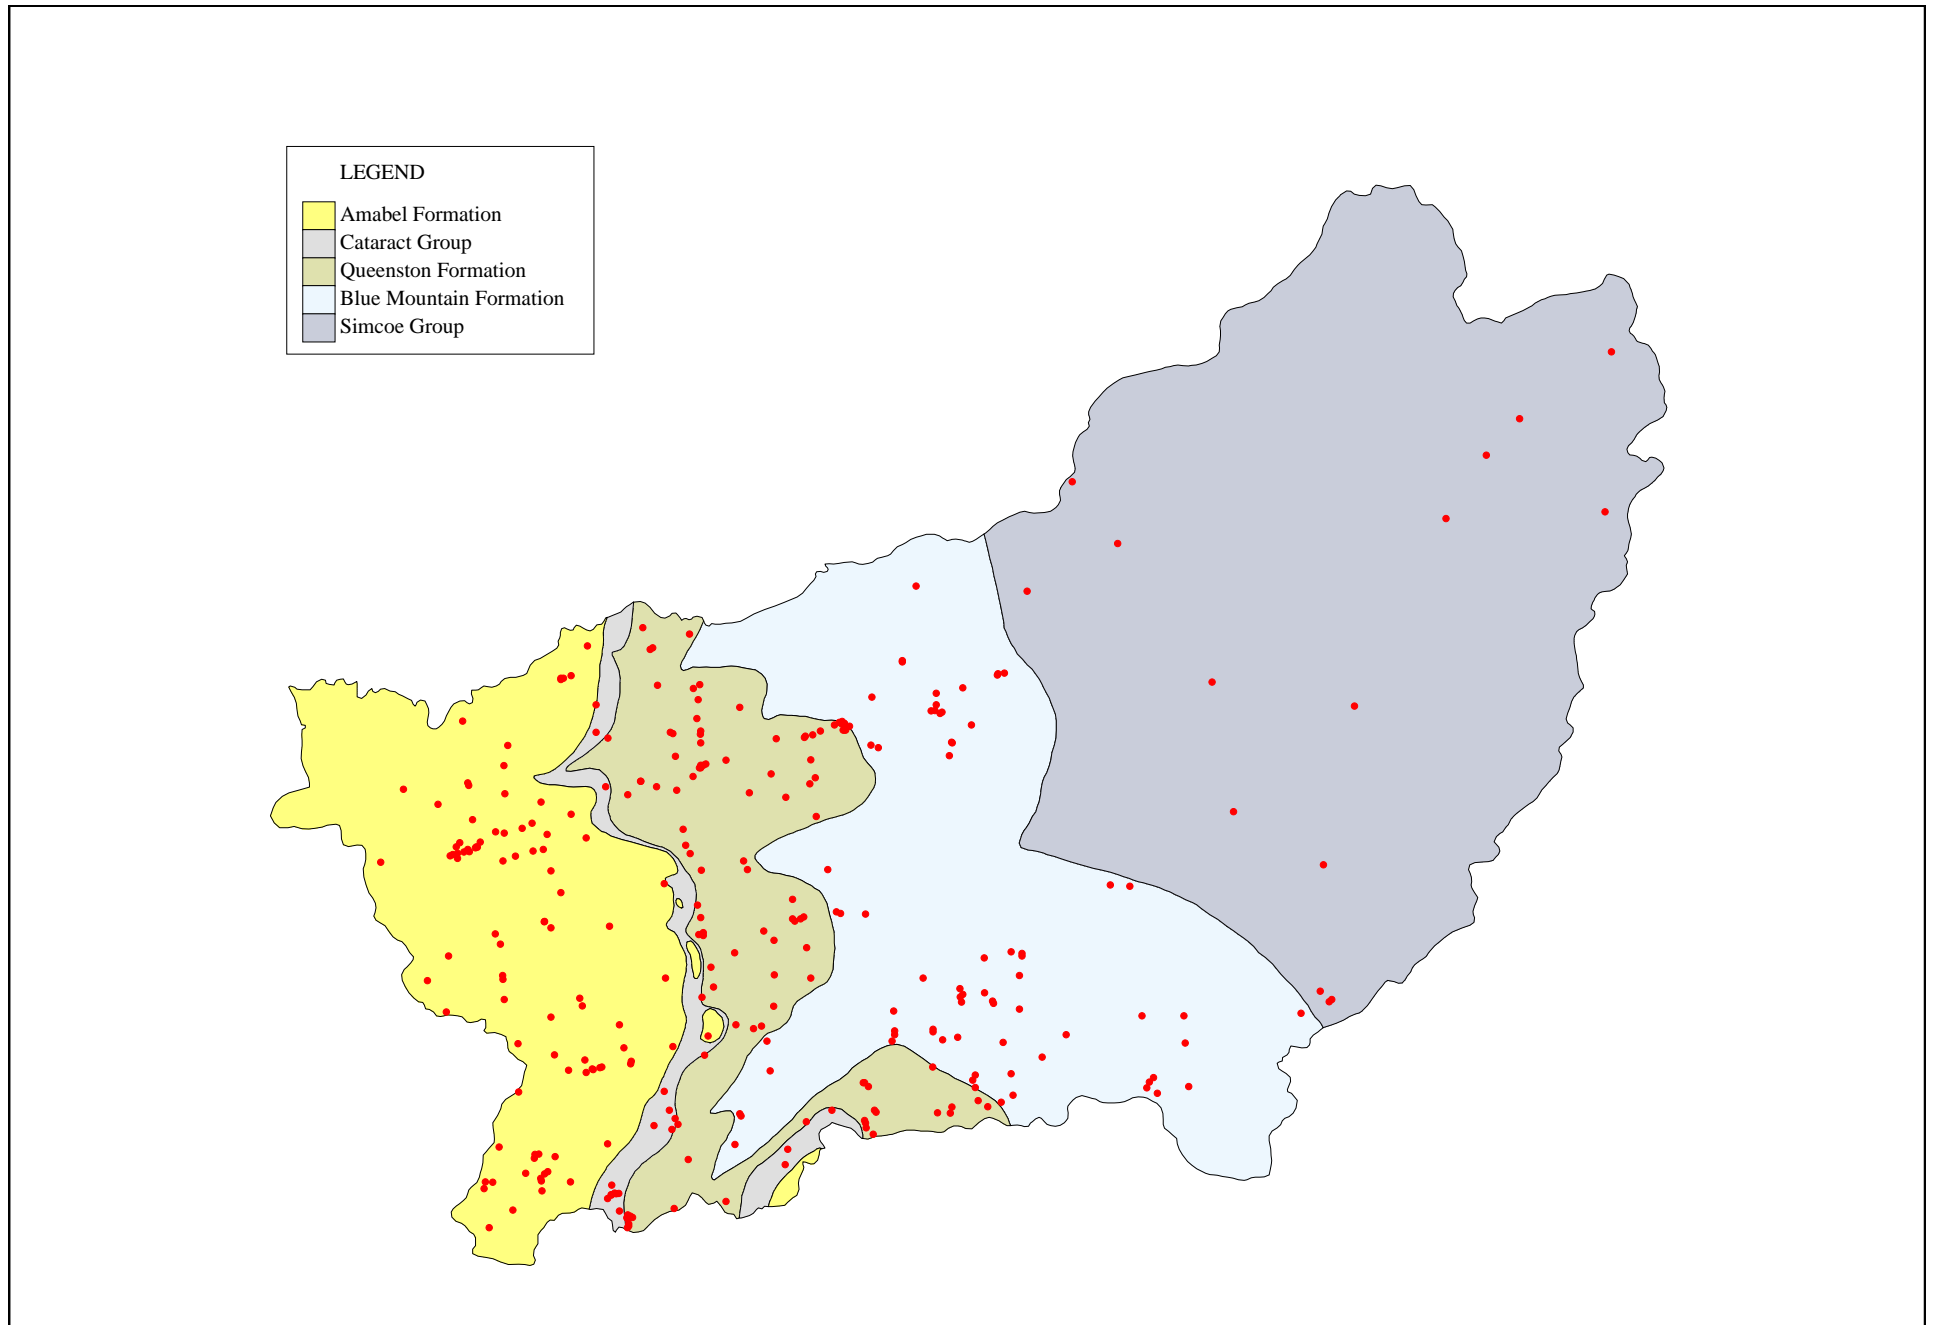 LEGEND
Amabel Formation
Cataract Group
Queenston Formation
Blue Mountain Formation
Simcoe Group